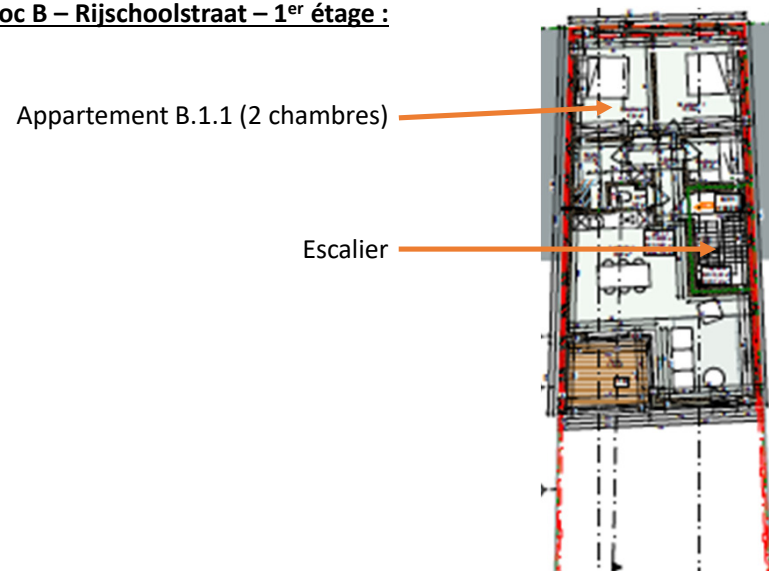 oc B – Rijschoolstraat – 1er étage :
Appartement B.1.1 (2 chambres)
Escalier